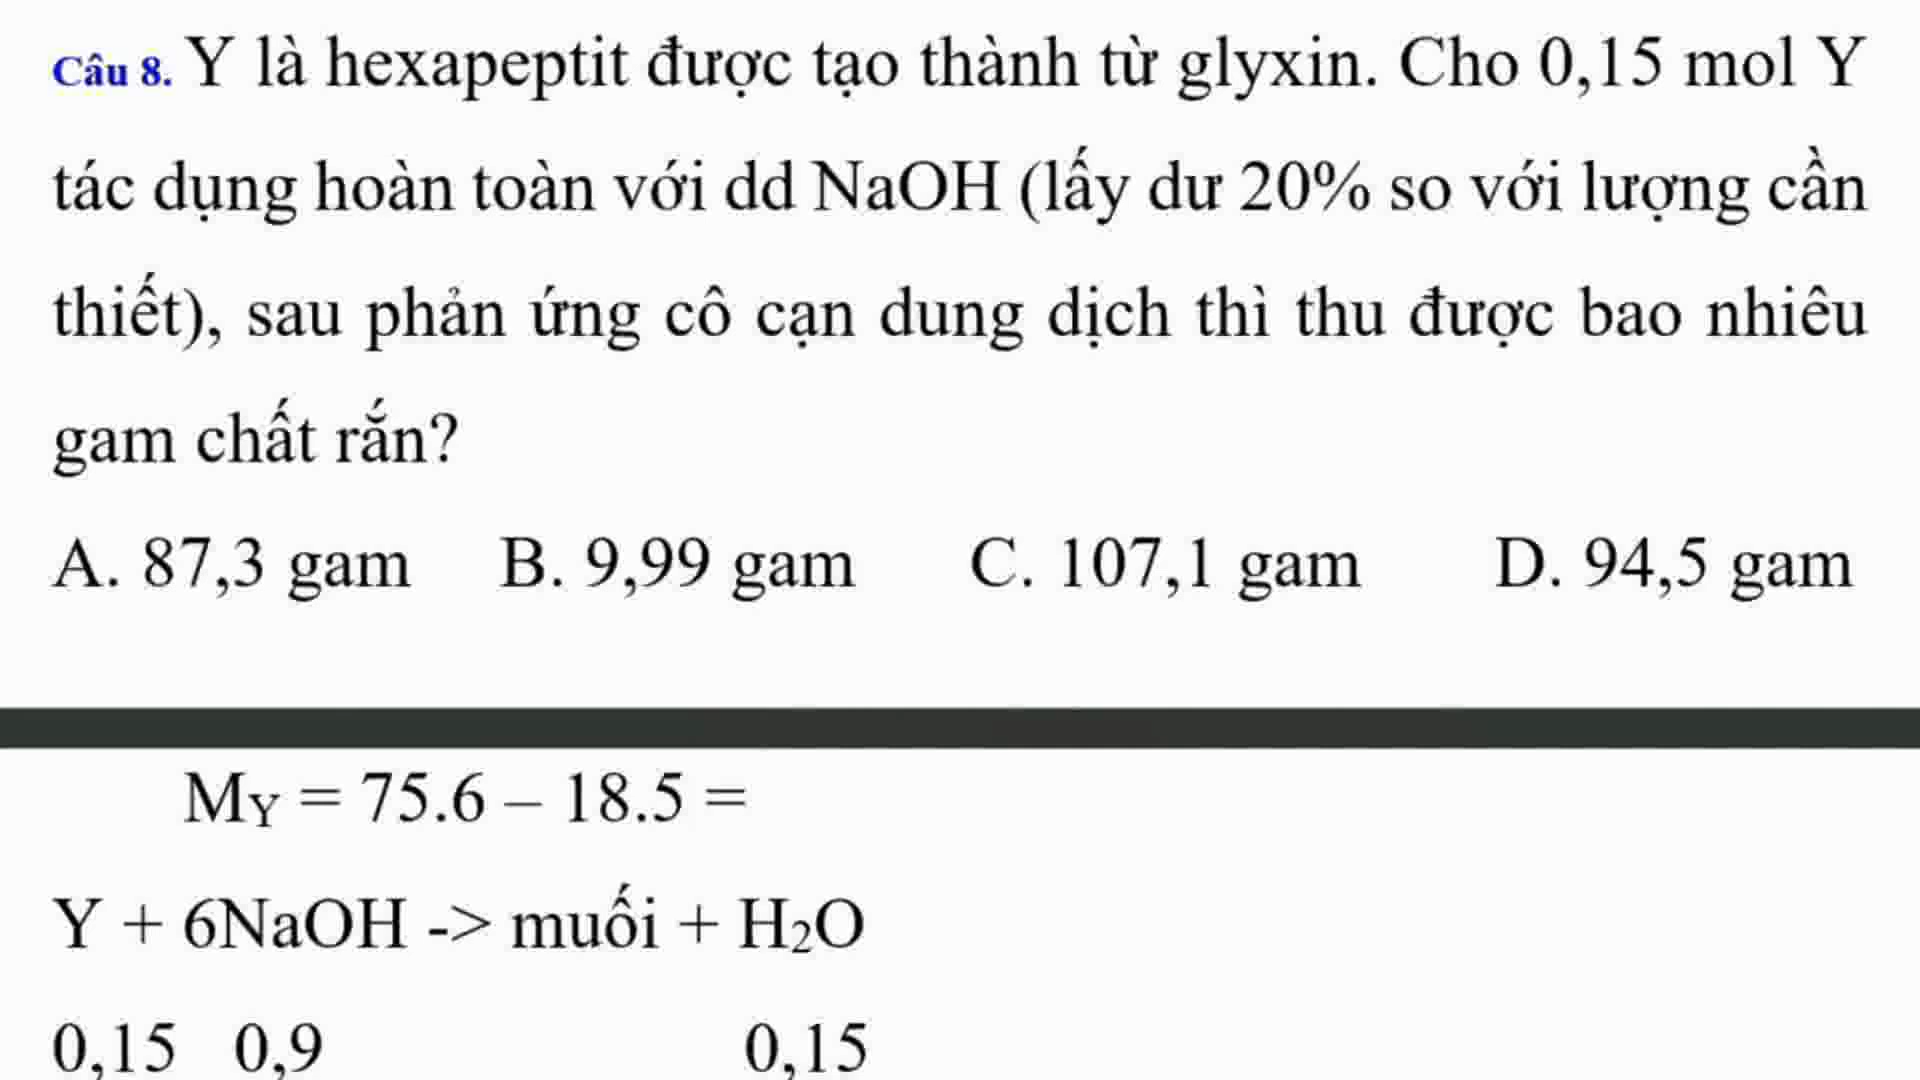 Câu 8. Y là hexapeptit được tạo thành từ glyxin. Cho 0,15 mol Y
tác dụng hoàn toàn với dd NaOH (lấy dư 20% so với lượng cần
thiết), sau phản ứng cô cạn dung dịch thì thu được bao nhiêu
gam chất rắn?
A. 87,3 gam B. 9,99 gam C. 107,1 gam D. 94,5 gam
M_Y = 75.6 – 18.5 =
Y + 6NaOH -> muối + H₂O
0,15 0,9 0,15